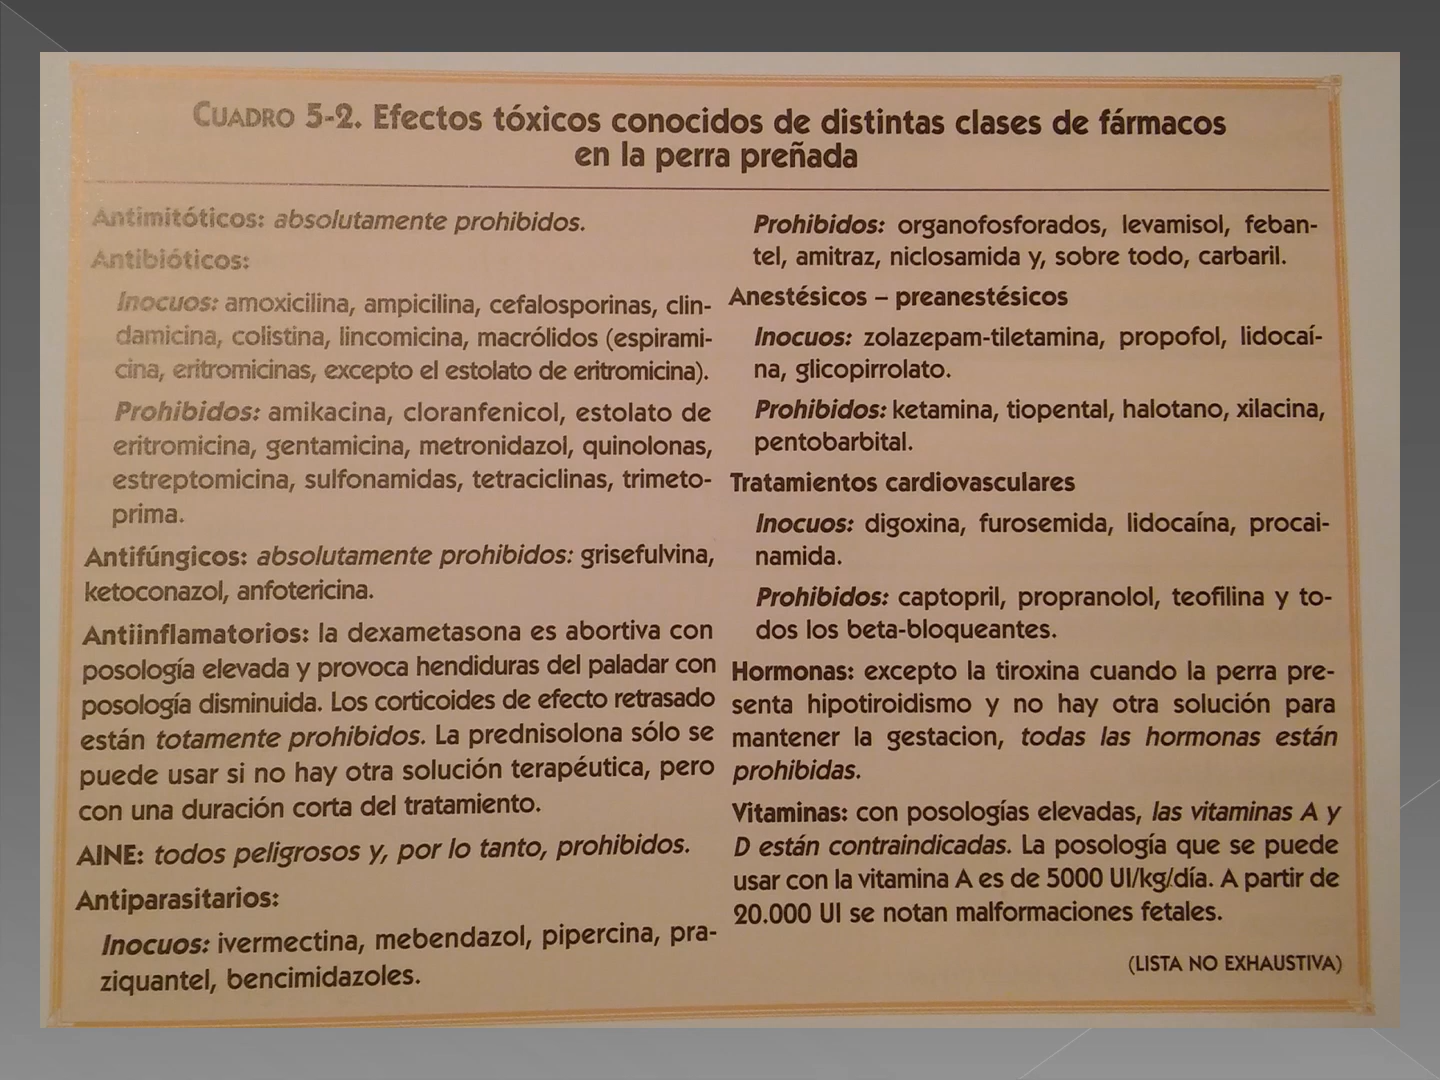 CUADRO 5-2. Efectos tóxicos conocidos de distintas clases de fármacos
en la perra preñada
Antimitóticos: absolutamente prohibidos.
Antibióticos:
Inocuos: amoxicilina, ampicilina, cefalosporinas, clin-
damicina, colistina, lincomicina, macrólidos (espirami-
cina, eritromicinas, excepto el estolato de eritromicina).
Prohibidos: amikacina, cloranfenicol, estolato de
eritromicina, gentamicina, metronidazol, quinolonas,
estreptomicina, sulfonamidas, tetraciclinas, trimeto-
prima.
Antifúngicos: absolutamente prohibidos: grisefulvina,
ketoconazol, anfotericina.
Antiinflamatorios: la dexametasona es abortiva con
posología elevada y provoca hendiduras del paladar con
posología disminuida. Los corticoides de efecto retrasado
están totamente prohibidos. La prednisolona sólo se
puede usar si no hay otra solución terapéutica, pero
con una duración corta del tratamiento.
AINE: todos peligrosos y, por lo tanto, prohibidos.
Antiparasitarios:
Inocuos: ivermectina, mebendazol, pipercina, pra-
ziquantel, bencimidazoles.
Prohibidos: organofosforados, levamisol, feban-
tel, amitraz, niclosamida y, sobre todo, carbaril.
Anestésicos – preanestésicos
Inocuos: zolazepam-tiletamina, propofol, lidocaí-
na, glicopirrolato.
Prohibidos: ketamina, tiopental, halotano, xilacina,
pentobarbital.
Tratamientos cardiovasculares
Inocuos: digoxina, furosemida, lidocaína, procai-
namida.
Prohibidos: captopril, propranolol, teofilina y to-
dos los beta-bloqueantes.
Hormonas: excepto la tiroxina cuando la perra pre-
senta hipotiroidismo y no hay otra solución para
mantener la gestacion, todas las hormonas están
prohibidas.
Vitaminas: con posologías elevadas, las vitaminas A y
D están contraindicadas. La posología que se puede
usar con la vitamina A es de 5000 UI/kg/día. A partir de
20.000 UI se notan malformaciones fetales.
(LISTA NO EXHAUSTIVA)